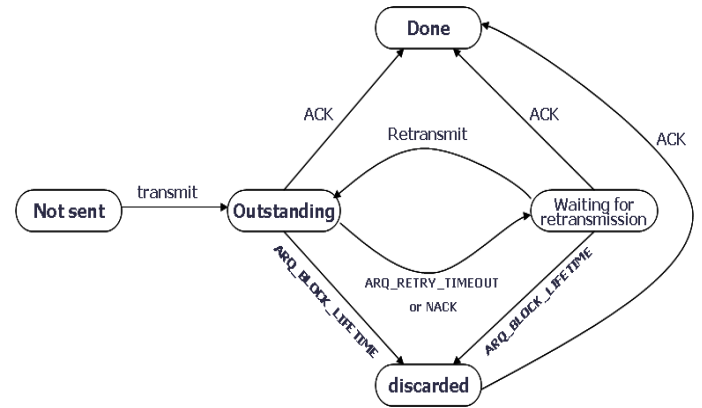 Done
ACK
ACK
Retransmit
ACK
transmit
Not sent
Outstanding
Waiting for
retransmission
ARQ_BLOCK_LIFETIME
ARQ_RETRY_TIMEOUT
or NACK
ARQ_BLOCK_LIFETIME
discarded